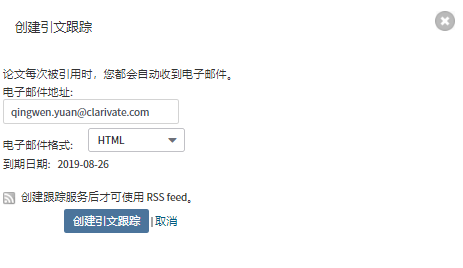 创建引文跟踪
论文每次被引用时，您都会自动收到电子邮件。
电子邮件地址:
qingwen.yuan@clarivate.com
电子邮件格式: HTML
到期日期: 2019-08-26
创建跟踪服务后才可使用 RSS feed。
创建引文跟踪 | 取消